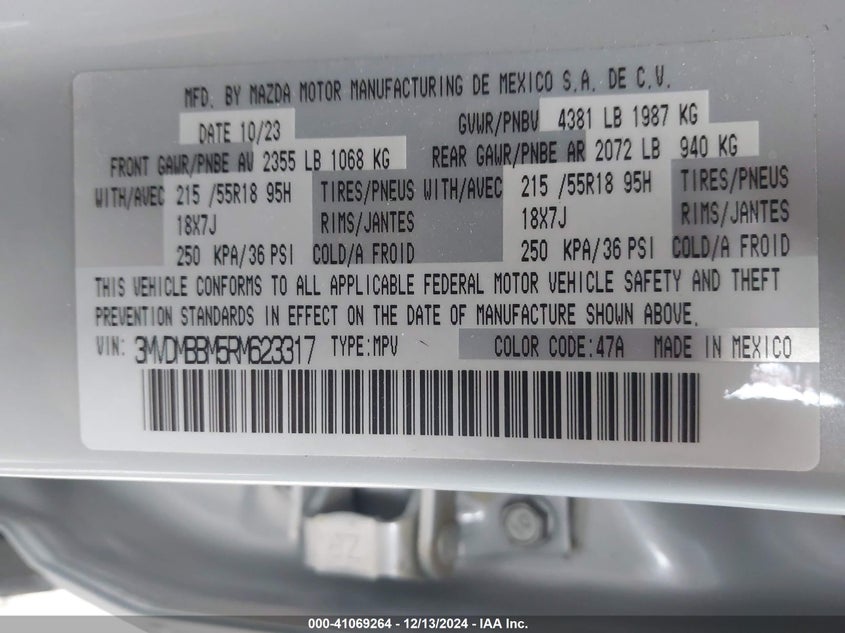 MFD. BY MAZDA MOTOR MANUFACTURING DE MEXICO S.A. DE C.V.
DATE 10/23 GVWR/PNBV 4381 LB 1987 KG
FRONT GAWR/PNBE AV 2355 LB 1068 KG REAR GAWR/PNBE AR 2072 LB 940 KG
WITH/AVEC 215 /55R18 95H TIRES/PNEUS WITH/AVEC 215 /55R18 95H TIRES/PNEUS
18X7J RIMS/JANTES 18X7J RIMS/JANTES
250 KPA/36 PSI COLD/A FROID 250 KPA/36 PSI COLD/A FROID
THIS VEHICLE CONFORMS TO ALL APPLICABLE FEDERAL MOTOR VEHICLE SAFETY AND THEFT
PREVENTION STANDARDS IN EFFECT ON THE DATE OF MANUFACTURE SHOWN ABOVE.
VIN: 3MVDMBBM5RM623317 TYPE:MPV COLOR CODE:47A MADE IN MEXICO
000-41069264 - 12/13/2024 - IAA Inc.